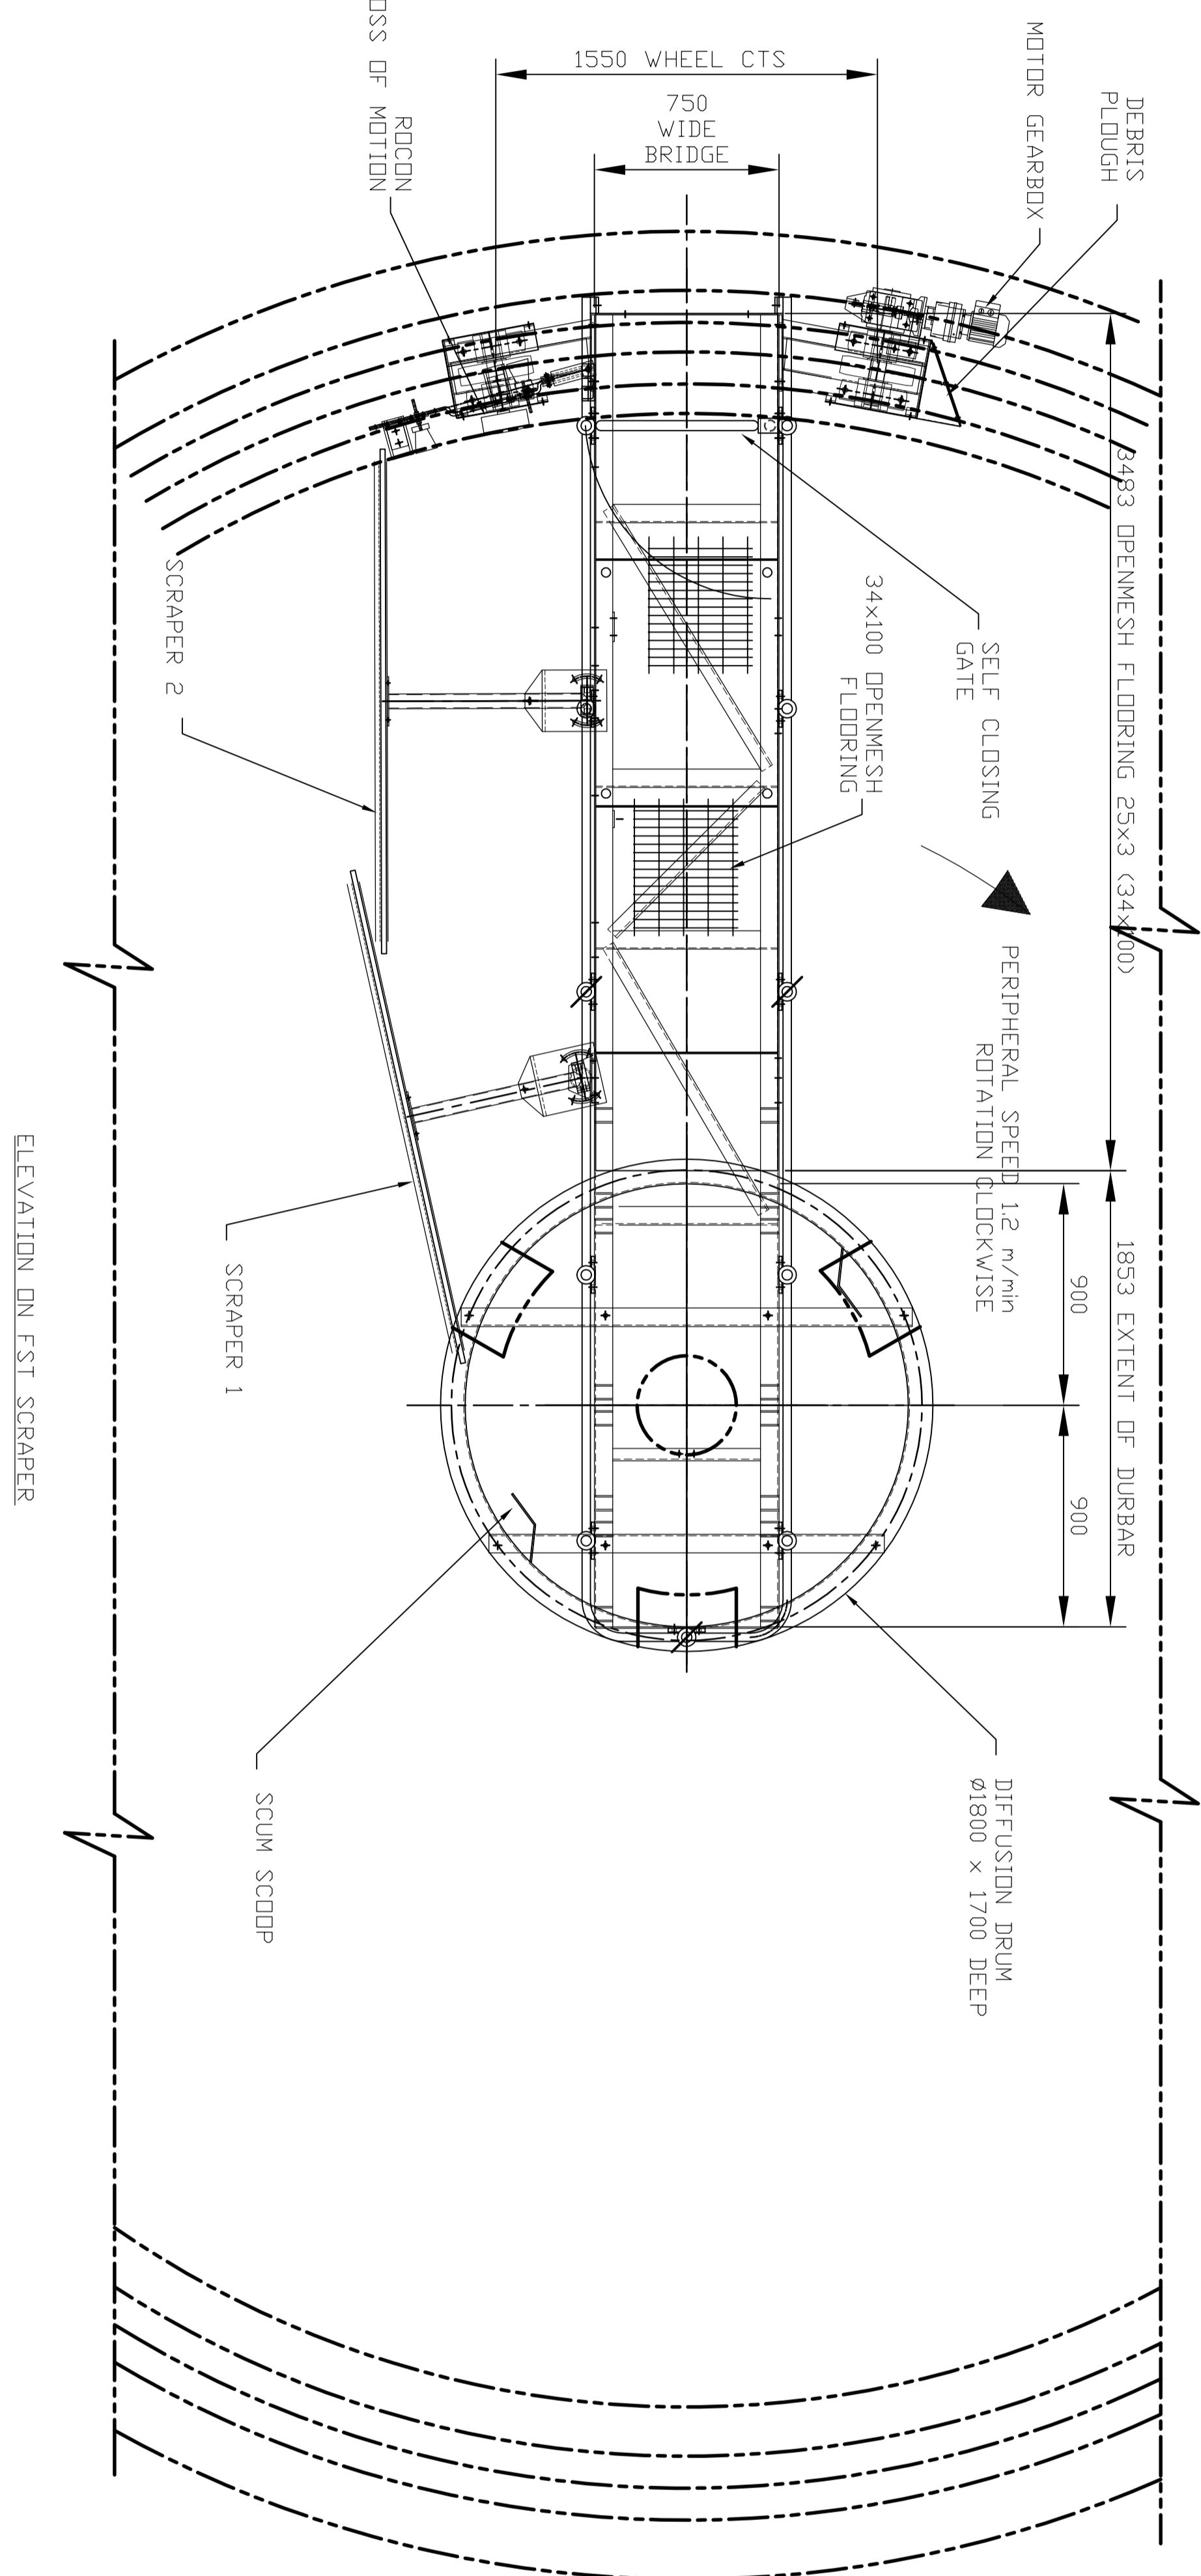 1550 WHEEL CTS
750
WIDE
BRIDGE
DEBRIS
PLOUGH
MOTOR GEARBOX
ROCON
OSS OF MOTION
3483 OPENMESH FLOORING 25x3 (34x100)
SELF CLOSING
GATE
34x100 OPENMESH
FLOORING
SCRAPER 2
PERIPHERAL SPEED 1.2 m/min
ROTATION CLOCKWISE
1853 EXTENT OF DURBAR
900
900
SCRAPER 1
SCUM SCOOP
DIFFUSION DRUM
Ø1800 x 1700 DEEP
ELEVATION ON FST SCRAPER